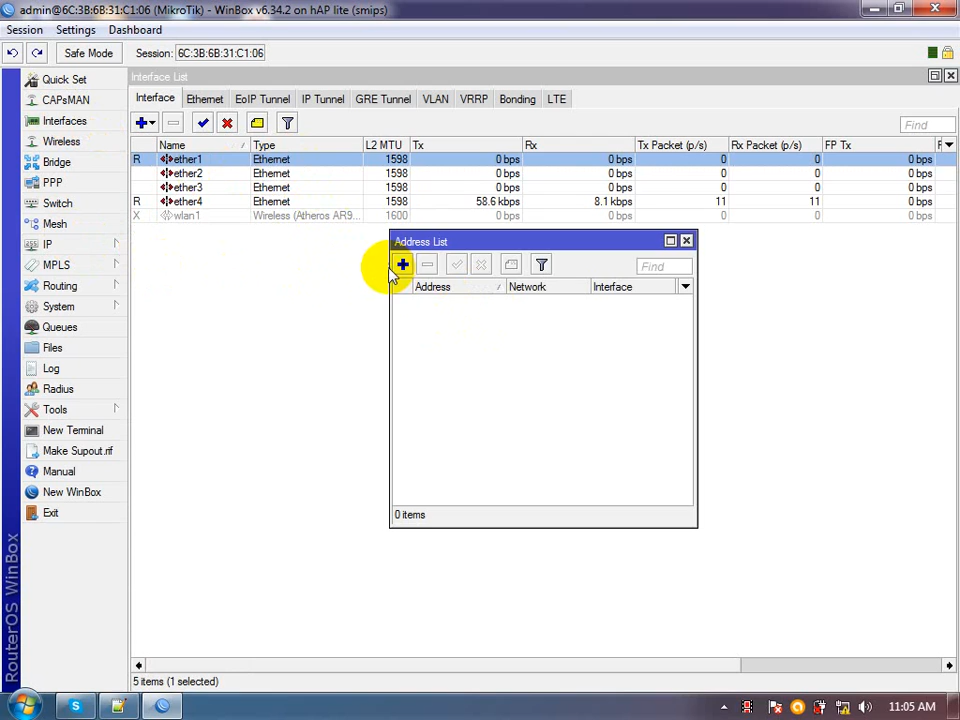 admin@6C:3B:6B:31:C1:06 (MikroTik) - WinBox v6.34.2 on hAP lite (smips)
Session Settings Dashboard
Safe Mode Session: 6C:3B:6B:31:C1:06
Quick Set
CAPsMAN
Interfaces
Wireless
Bridge
PPP
Switch
Mesh
IP
MPLS
Routing
System
Queues
Files
Log
Radius
Tools
New Terminal
Make Supout.rif
Manual
New WinBox
Exit
RouterOS WinBox
Interface List
Interface Ethernet EoIP Tunnel IP Tunnel GRE Tunnel VLAN VRRP Bonding LTE
Find
Name Type L2 MTU Tx Rx Tx Packet (p/s) Rx Packet (p/s) FP Tx F
R ether1 Ethernet 1598 0 bps 0 bps 0 0 0 bps
ether2 Ethernet 1598 0 bps 0 bps 0 0 0 bps
ether3 Ethernet 1598 0 bps 0 bps 0 0 0 bps
R ether4 Ethernet 1598 58.6 kbps 8.1 kbps 11 11 0 bps
X wlan1 Wireless (Atheros AR9... 1600 0 bps 0 bps 0 0 0 bps
Address List
Find
Address Network Interface
0 items
5 items (1 selected)
11:05 AM